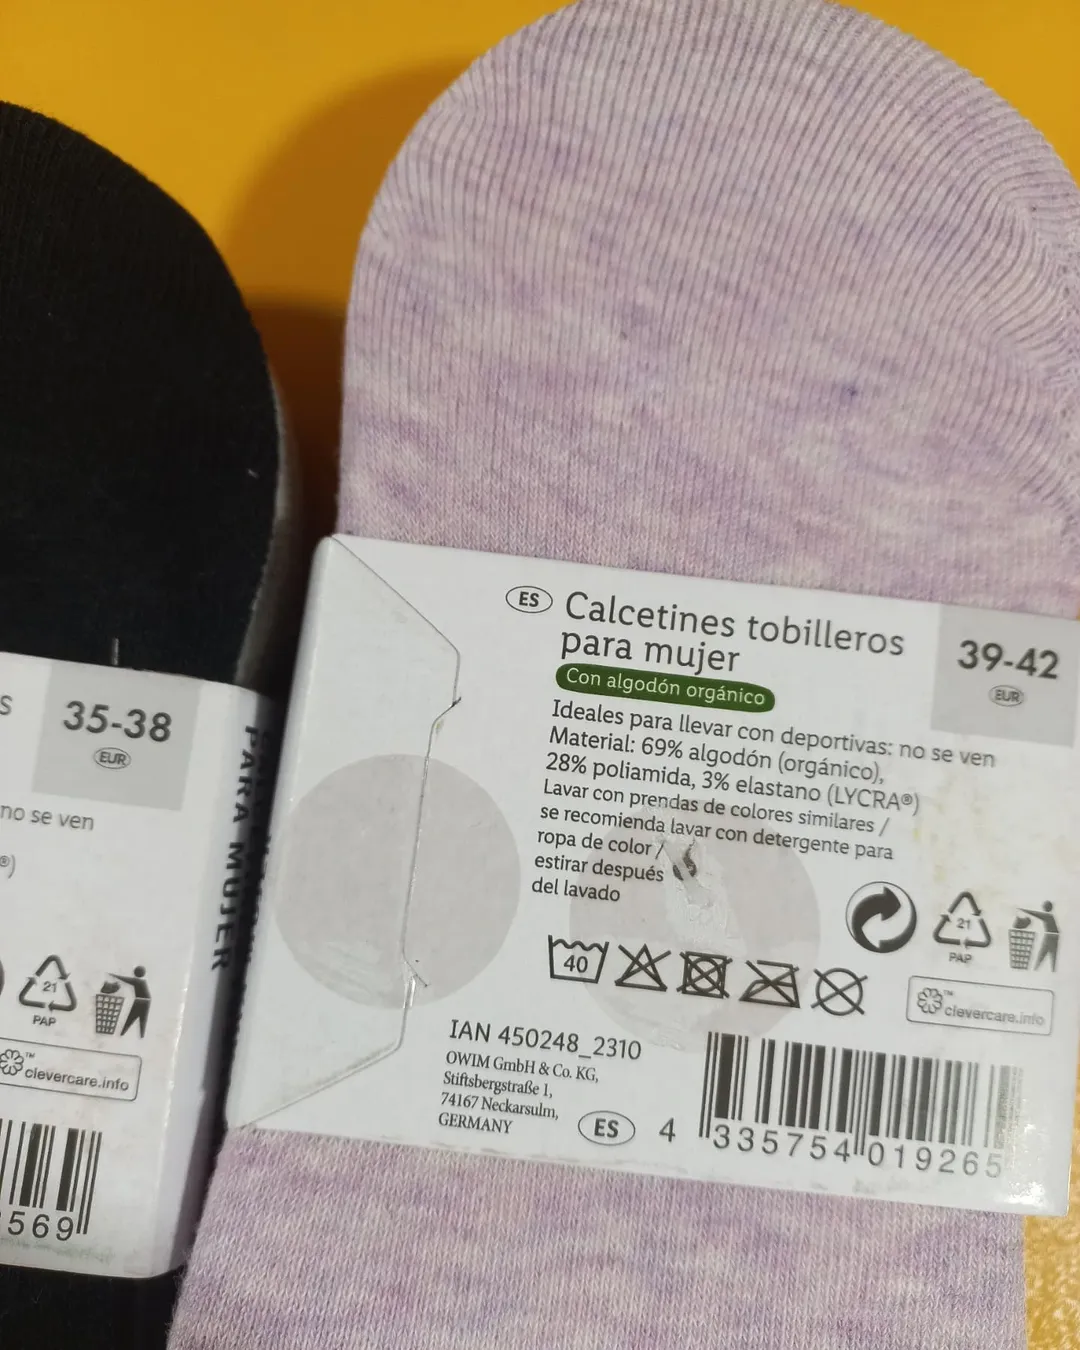 S
35-38
EUR
no se ven
®)
PARA MUJER
21
PAP
™
clevercare.info
569
ES
Calcetines tobilleros
para mujer
Con algodón orgánico
39-42
EUR
Ideales para llevar con deportivas: no se ven
Material: 69% algodón (orgánico),
28% poliamida, 3% elastano (LYCRA®)
Lavar con prendas de colores similares /
se recomienda lavar con detergente para
ropa de color /
estirar después
del lavado
40
21
PAP
™
clevercare.info
IAN 450248_2310
OWIM GmbH & Co. KG,
Stiftsbergstraße 1,
74167 Neckarsulm,
GERMANY
ES
4 335754 019265